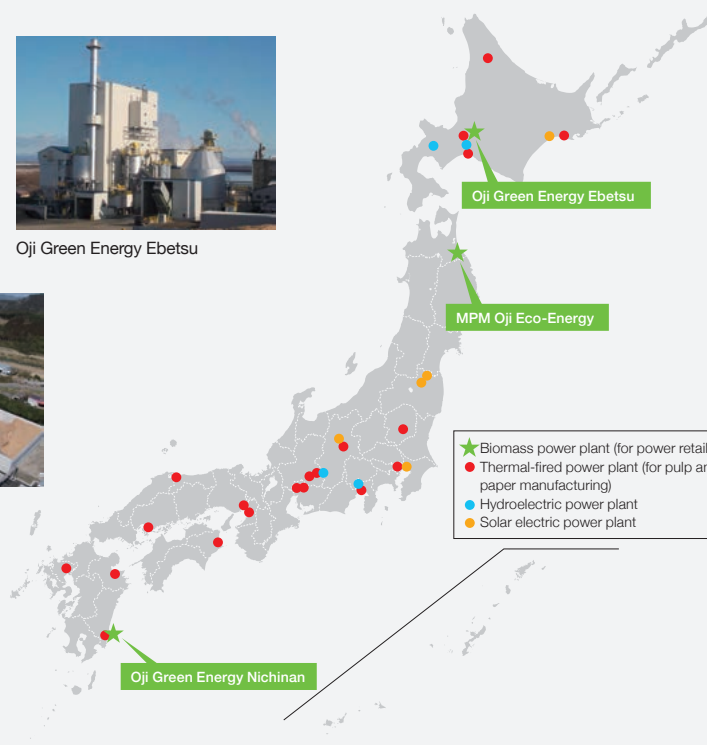 Oji Green Energy Ebetsu
Oji Green Energy Ebetsu
MPM Oji Eco-Energy
Biomass power plant (for power retail
Thermal-fired power plant (for pulp an
paper manufacturing)
Hydroelectric power plant
Solar electric power plant
Oji Green Energy Nichinan